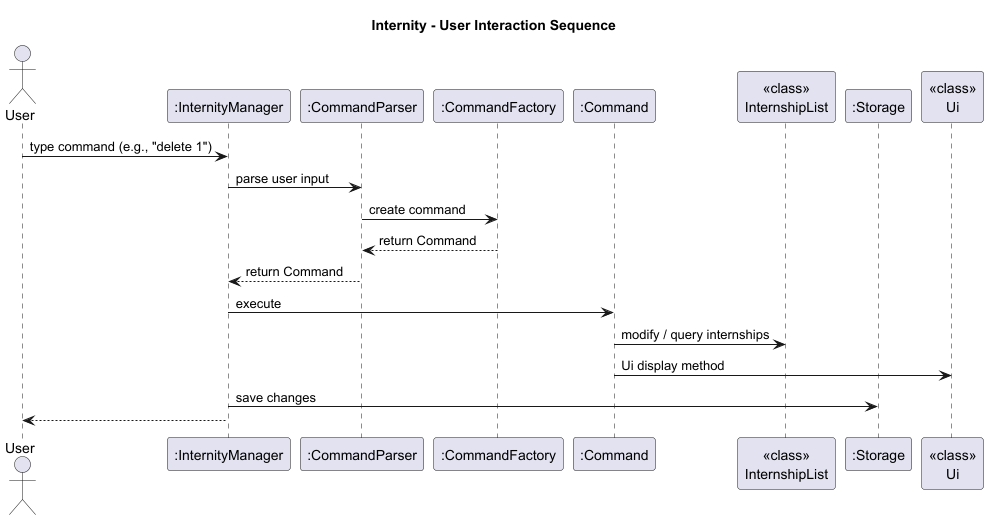 Internity - User Interaction Sequence
User
:InternityManager
:CommandParser
:CommandFactory
:Command
«class»
InternshipList
:Storage
«class»
Ui
type command (e.g., "delete 1")
parse user input
create command
return Command
return Command
execute
modify / query internships
Ui display method
save changes
User
:InternityManager
:CommandParser
:CommandFactory
:Command
«class»
InternshipList
:Storage
«class»
Ui